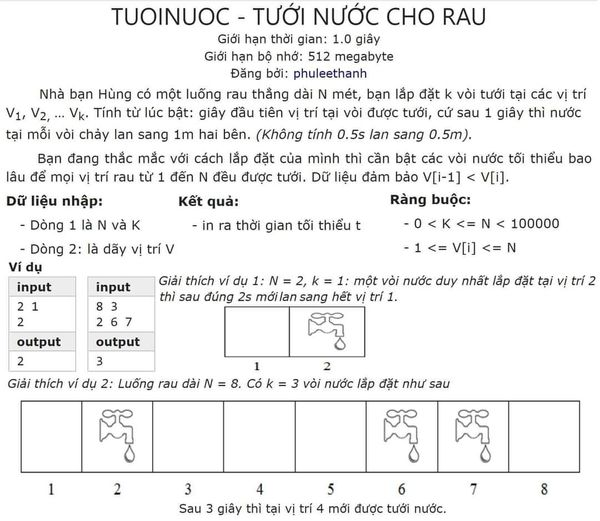 TUOINUOC - TƯỚI NƯỚC CHO RAU
Giới hạn thời gian: 1.0 giây
Giới hạn bộ nhớ: 512 megabyte
Đăng bởi: phuleethanh
Nhà bạn Hùng có một luống rau thẳng dài N mét, bạn lắp đặt k vòi tưới tại các vị trí
V1, V2, ... Vk. Tính từ lúc bật: giây đầu tiên vị trí tại vòi được tưới, cứ sau 1 giây thì nước
tại mỗi vòi chảy lan sang 1m hai bên. (Không tính 0.5s lan sang 0.5m).
Bạn đang thắc mắc với cách lắp đặt của mình thì cần bật các vòi nước tối thiểu bao
lâu để mọi vị trí rau từ 1 đến N đều được tưới. Dữ liệu đảm bảo V[i-1] < V[i].
Dữ liệu nhập:
- Dòng 1 là N và K
- Dòng 2: là dãy vị trí V
Kết quả:
- in ra thời gian tối thiểu t
Ràng buộc:
- 0 < K <= N < 100000
- 1 <= V[i] <= N
Ví dụ
input
2 1
2
output
2
input
8 3
2 6 7
output
3
Giải thích ví dụ 1: N = 2, k = 1: một vòi nước duy nhất lắp đặt tại vị trí 2
thì sau đúng 2s mới lan sang hết vị trí 1.
1 2
Giải thích ví dụ 2: Luống rau dài N = 8. Có k = 3 vòi nước lắp đặt như sau
1 2 3 4 5 6 7 8
Sau 3 giây thì tại vị trí 4 mới được tưới nước.